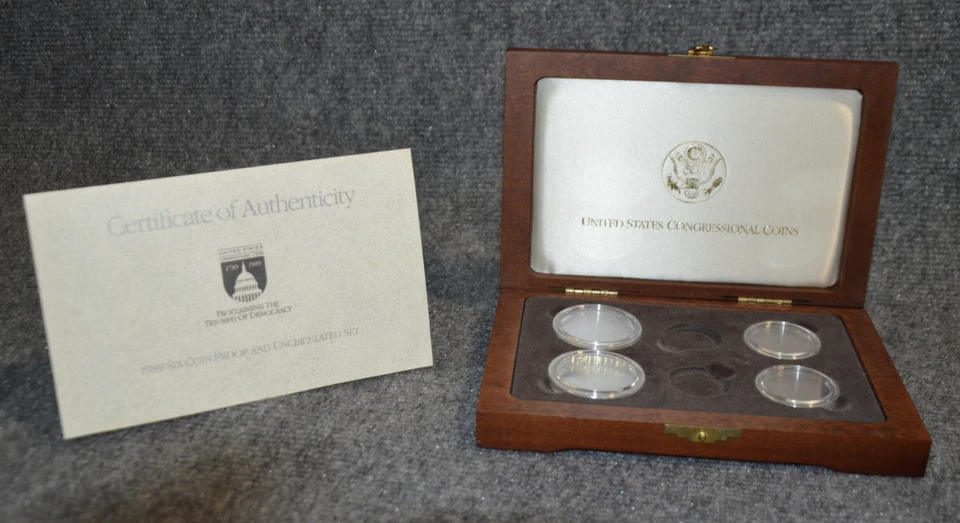 Certificate of Authenticity
UNITED STATES
1789 1989
PROCLAIMING THE
TRIUMPH OF DEMOCRACY
1989 SIX-COIN PROOF AND UNCIRCULATED SET
UNITED STATES CONGRESSIONAL COINS